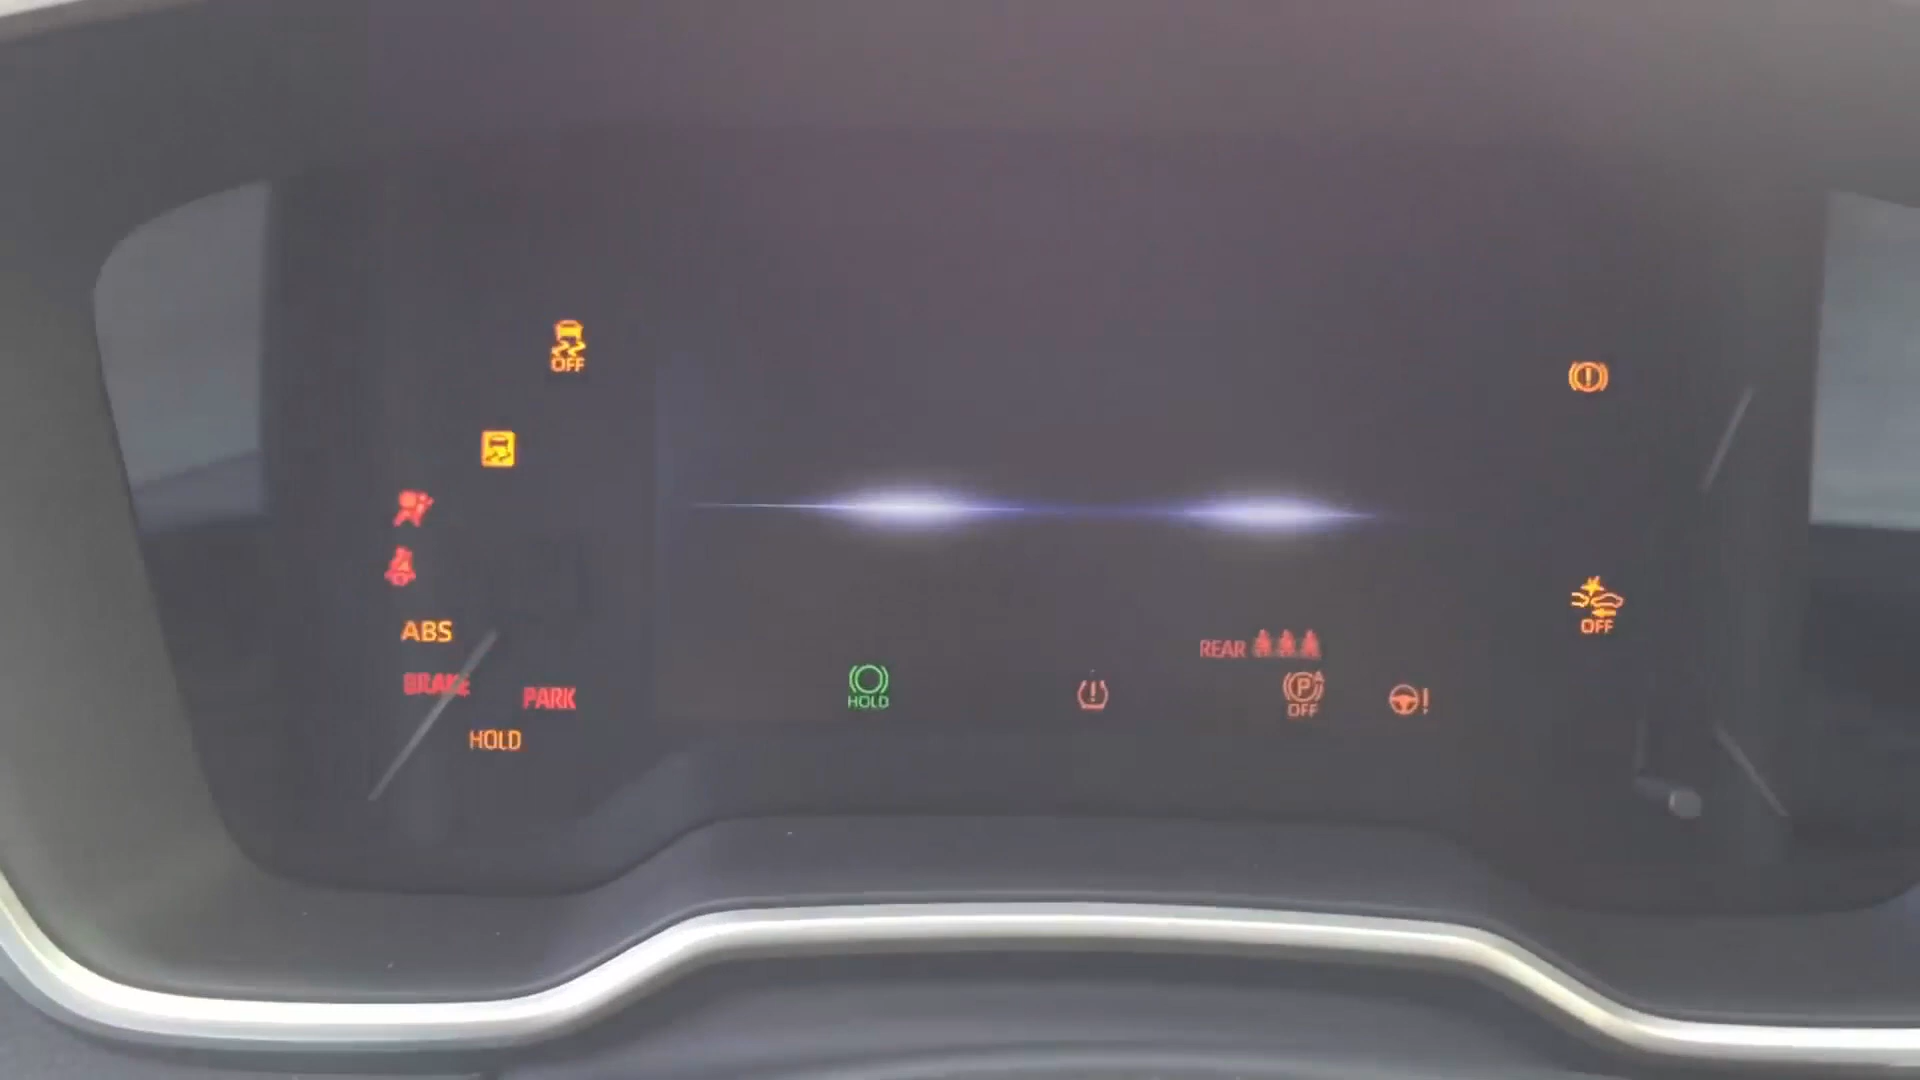 OFF
ABS
BRAKE
PARK
HOLD
HOLD
REAR
P A
OFF
OFF